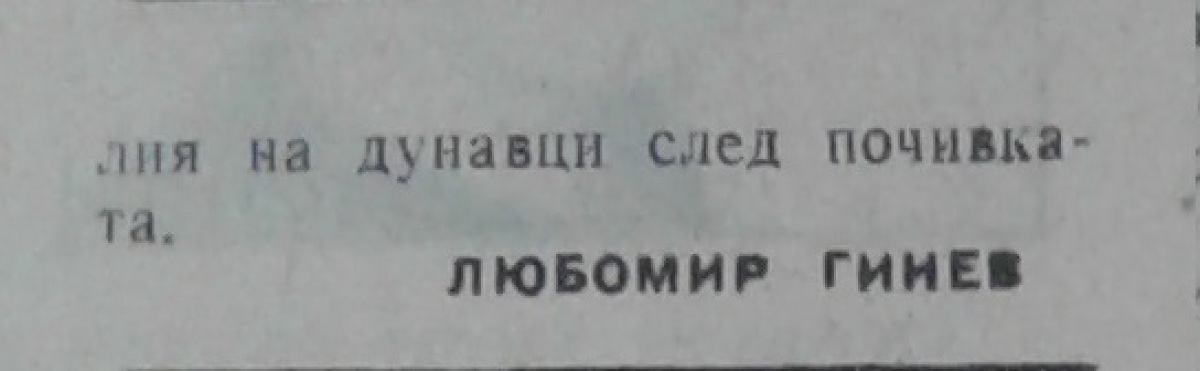 лия на дунавци след почивка-
та.
ЛЮБОМИР ГИНЕВ